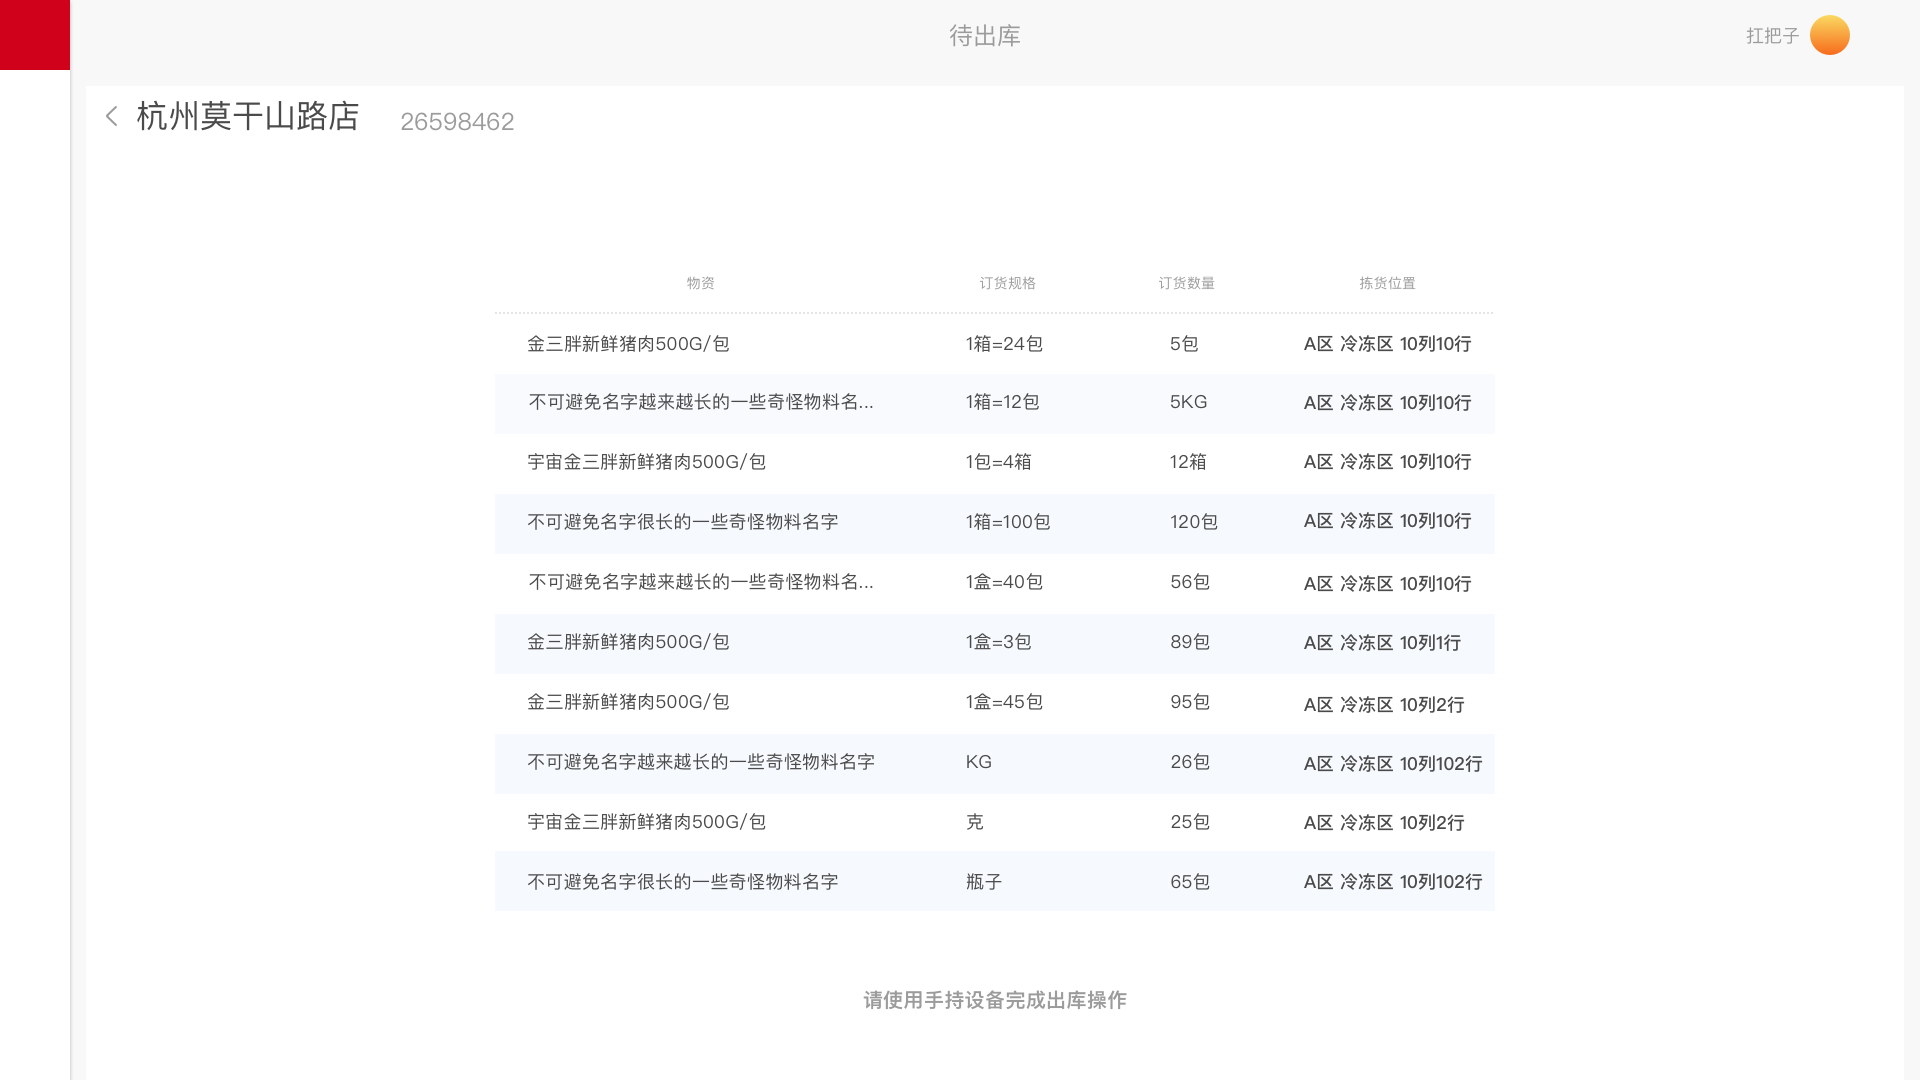 待出库
扛把子
杭州莫干山路店 26598462
物资 订货规格 订货数量 拣货位置
金三胖新鲜猪肉500G/包 1箱=24包 5包 A区 冷冻区 10列10行
不可避免名字越来越长的一些奇怪物料名... 1箱=12包 5KG A区 冷冻区 10列10行
宇宙金三胖新鲜猪肉500G/包 1包=4箱 12箱 A区 冷冻区 10列10行
不可避免名字很长的一些奇怪物料名字 1箱=100包 120包 A区 冷冻区 10列10行
不可避免名字越来越长的一些奇怪物料名... 1盒=40包 56包 A区 冷冻区 10列10行
金三胖新鲜猪肉500G/包 1盒=3包 89包 A区 冷冻区 10列1行
金三胖新鲜猪肉500G/包 1盒=45包 95包 A区 冷冻区 10列2行
不可避免名字越来越长的一些奇怪物料名字 KG 26包 A区 冷冻区 10列102行
宇宙金三胖新鲜猪肉500G/包 克 25包 A区 冷冻区 10列2行
不可避免名字很长的一些奇怪物料名字 瓶子 65包 A区 冷冻区 10列102行
请使用手持设备完成出库操作